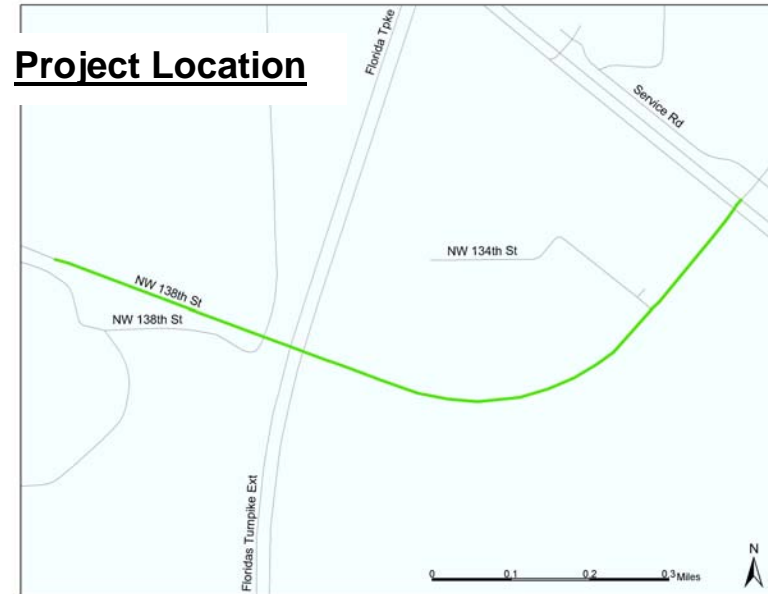 Project Location
Florida Tpke
Service Rd
NW 134th St
NW 138th St
NW 138th St
Floridas Turnpike Ext
N
0 0.1 0.2 0.3 Miles